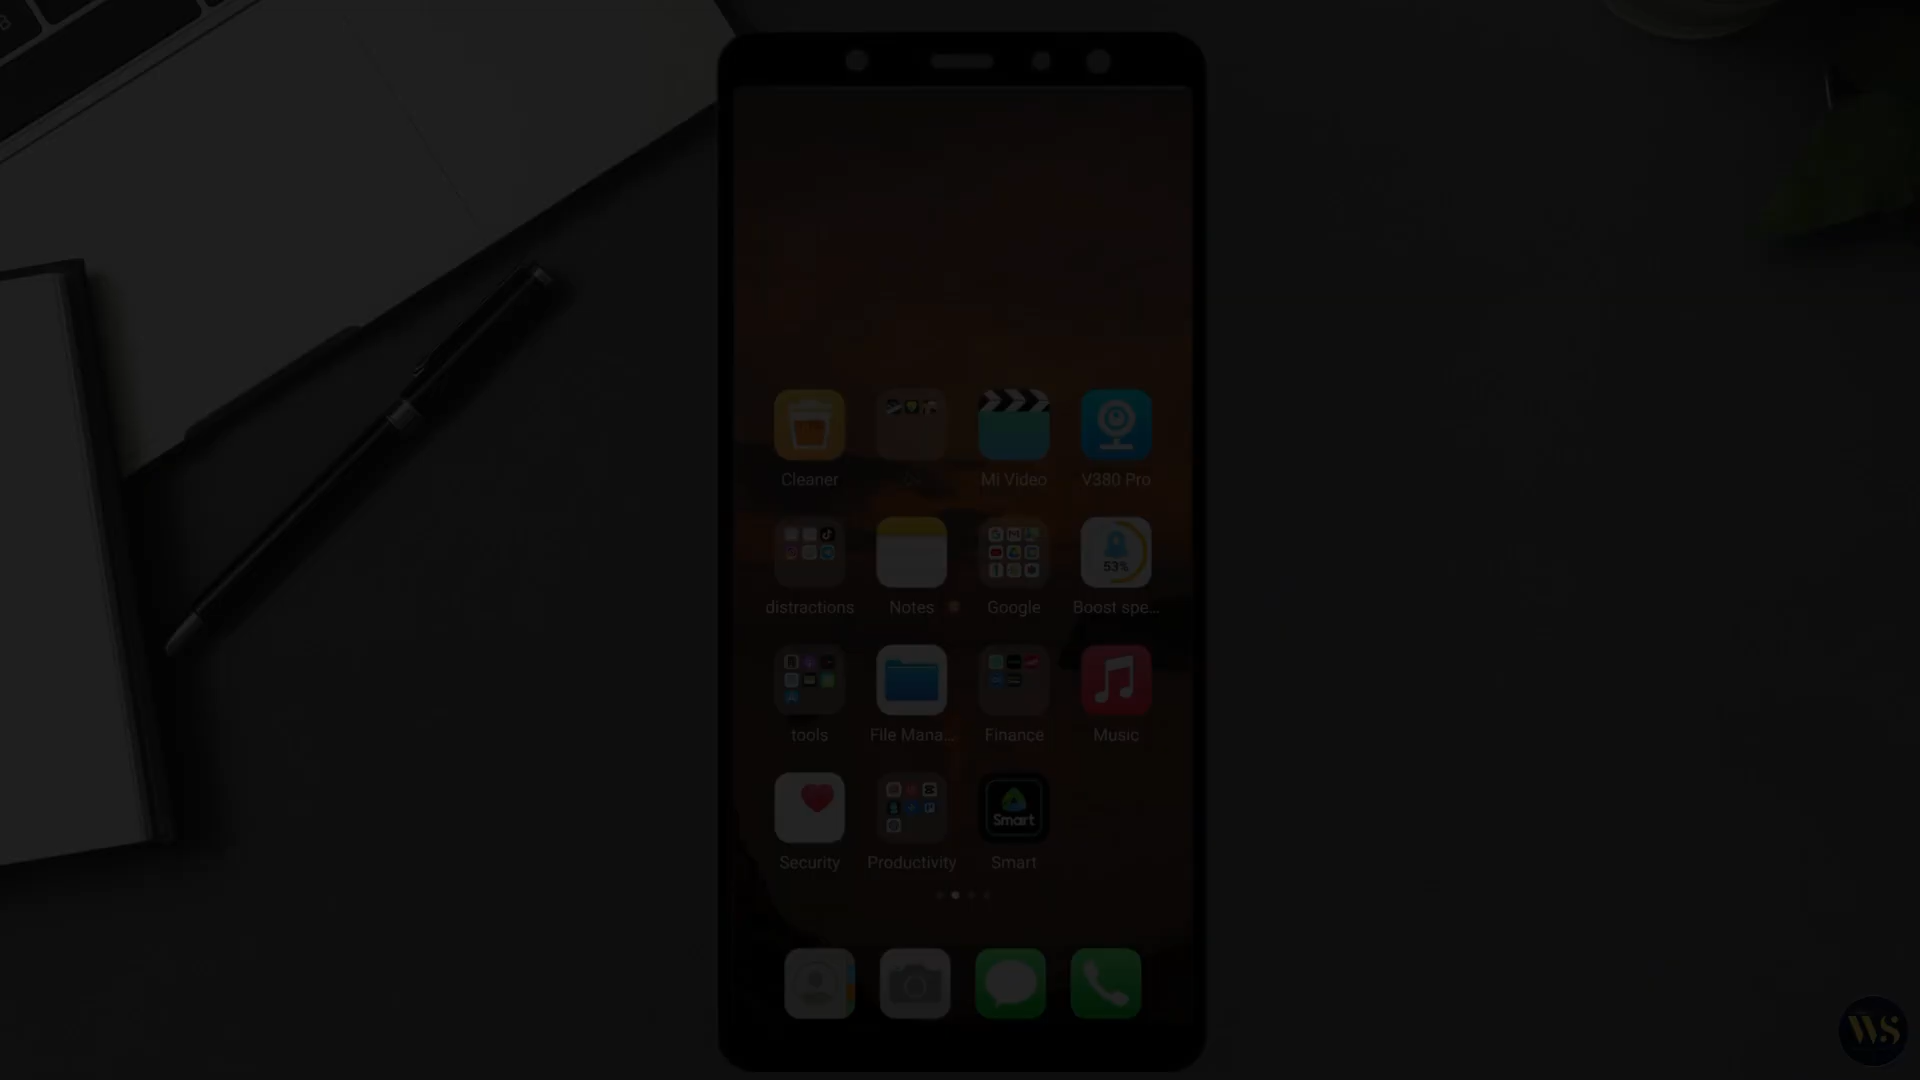 Cleaner
Mi Video
V380 Pro
53%
distractions
Notes
Google
Boost spe...
tools
File Mana...
Finance
Music
Smart
Security
Productivity
Smart
WS